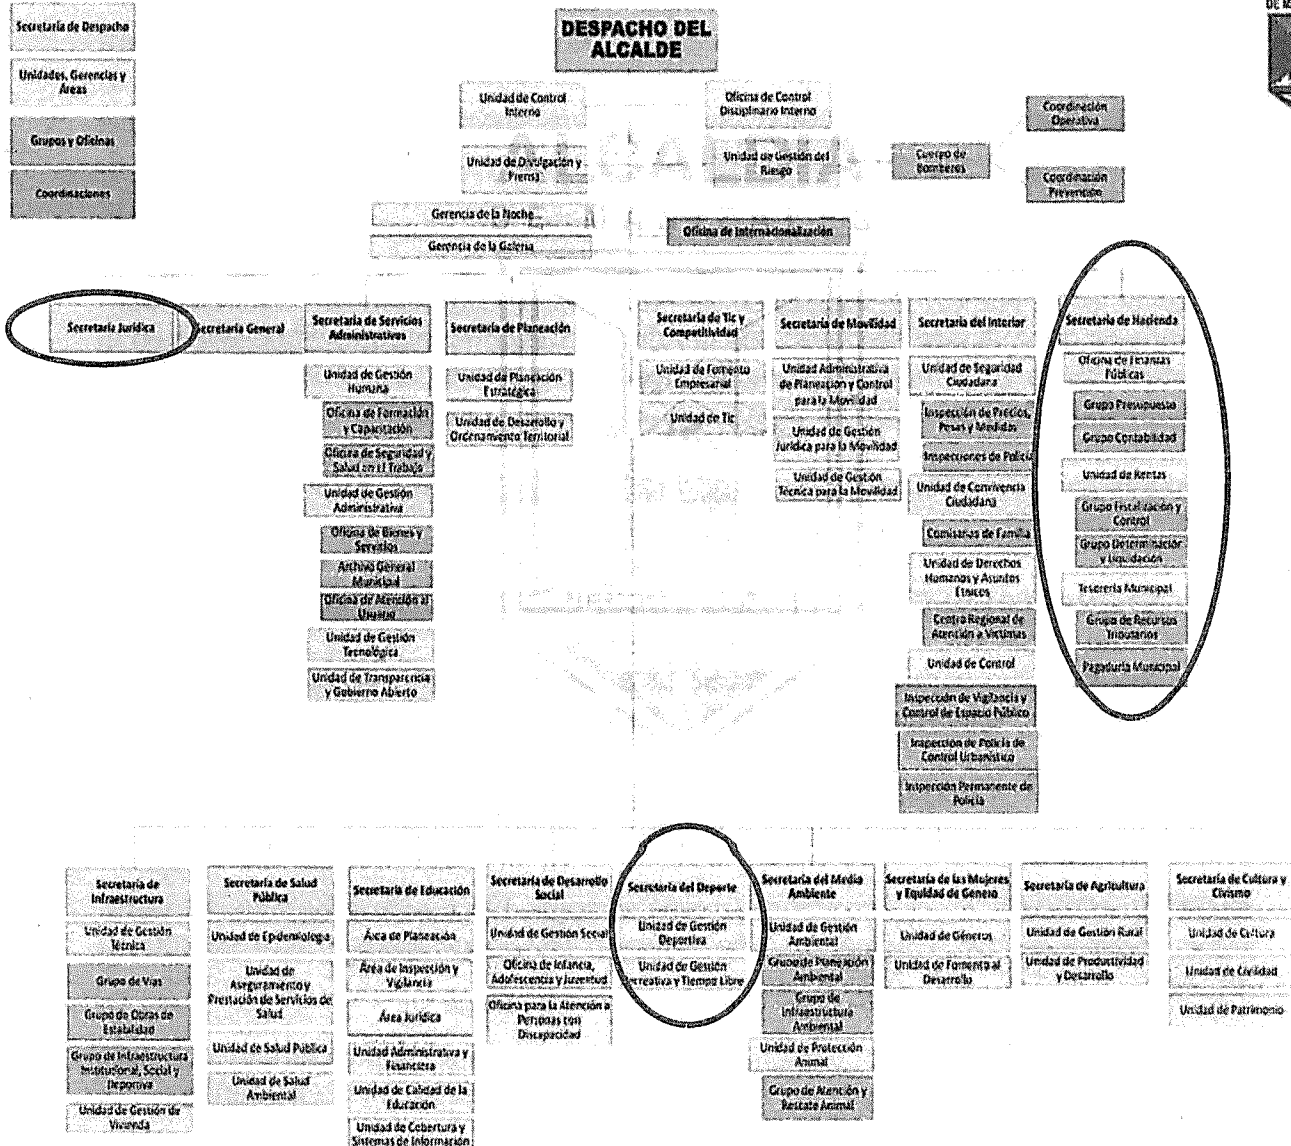 Secretaría de Despacho
Unidades, Gerencias y
Áreas
Grupos y Oficinas
Coordinaciones
DESPACHO DEL
ALCALDE
Unidad de Control
Interno
Oficina de Control
Disciplinario Interno
Unidad de Divulgación y
Prensa
Unidad de Gestión del
Riesgo
Cuerpo de
Bomberos
Coordinación
Operativa
Coordinación
Prevención
Gerencia de la Noche
Gerencia de la Galería
Oficina de Internacionalización
Secretaría Jurídica
Secretaría General
Secretaría de Servicios
Administrativos
Unidad de Gestión
Humana
Oficina de Formación
y Capacitación
Oficina de Seguridad y
Salud en El Trabajo
Unidad de Gestión
Administrativa
Oficina de Bienes y
Servicios
Archivo General
Municipal
Oficina de Atención al
Usuario
Unidad de Gestión
Tecnológica
Unidad de Transparencia
y Gobierno Abierto
Secretaría de Planeación
Unidad de Planeación
Estratégica
Unidad de Desarrollo y
Ordenamiento Territorial
Secretaría de Tic y
Competitividad
Unidad de Fomento
Empresarial
Unidad de Tic
Secretaría de Movilidad
Unidad Administrativa
de Planeación y Control
para la Movilidad
Unidad de Gestión
Jurídica para la Movilidad
Unidad de Gestión
Técnica para la Movilidad
Secretaría del Interior
Unidad de Seguridad
Ciudadana
Inspección de Precios,
Pesas y Medidas
Inspecciones de Policía
Unidad de Convivencia
Ciudadana
Comisarías de Familia
Unidad de Derechos
Humanos y Asuntos
Étnicos
Centro Regional de
Atención a Víctimas
Unidad de Control
Inspección de Vigilancia y
Control de Espacio Público
Inspección de Policía de
Control Urbanístico
Inspección Permanente de
Policía
Secretaría de Hacienda
Oficina de Finanzas
Públicas
Grupo Presupuesto
Grupo Contabilidad
Unidad de Rentas
Grupo Fiscalización y
Control
Grupo Determinación
y Liquidación
Tesorería Municipal
Grupo de Recursos
Tributarios
Pagaduría Municipal
Secretaría de
Infraestructura
Unidad de Gestión
Técnica
Grupo de Vías
Grupo de Obras de
Estabilidad
Grupo de Infraestructura
Institucional, Social y
Deportiva
Unidad de Gestión de
Vivienda
Secretaría de Salud
Pública
Unidad de Epidemiología
Unidad de
Aseguramiento y
Prestación de Servicios de
Salud
Unidad de Salud Pública
Unidad de Salud
Ambiental
Secretaría de Educación
Área de Planeación
Área de Inspección y
Vigilancia
Área Jurídica
Unidad Administrativa y
Financiera
Unidad de Calidad de la
Educación
Unidad de Cobertura y
Sistemas de Información
Secretaría de Desarrollo
Social
Unidad de Gestión Social
Oficina de Infancia,
Adolescencia y Juventud
Oficina para la Atención a
Personas con
Discapacidad
Secretaría del Deporte
Unidad de Gestión
Deportiva
Unidad de Gestión
Recreativa y Tiempo Libre
Secretaría del Medio
Ambiente
Unidad de Gestión
Ambiental
Grupo de Planeación
Ambiental
Grupo de
Infraestructura
Ambiental
Unidad de Protección
Animal
Grupo de Atención y
Rescate Animal
Secretaría de las Mujeres
y Equidad de Genero
Unidad de Géneros
Unidad de Fomento al
Desarrollo
Secretaría de Agricultura
Unidad de Gestión Rural
Unidad de Productividad
y Desarrollo
Secretaría de Cultura y
Civismo
Unidad de Cultura
Unidad de Civilidad
Unidad de Patrimonio